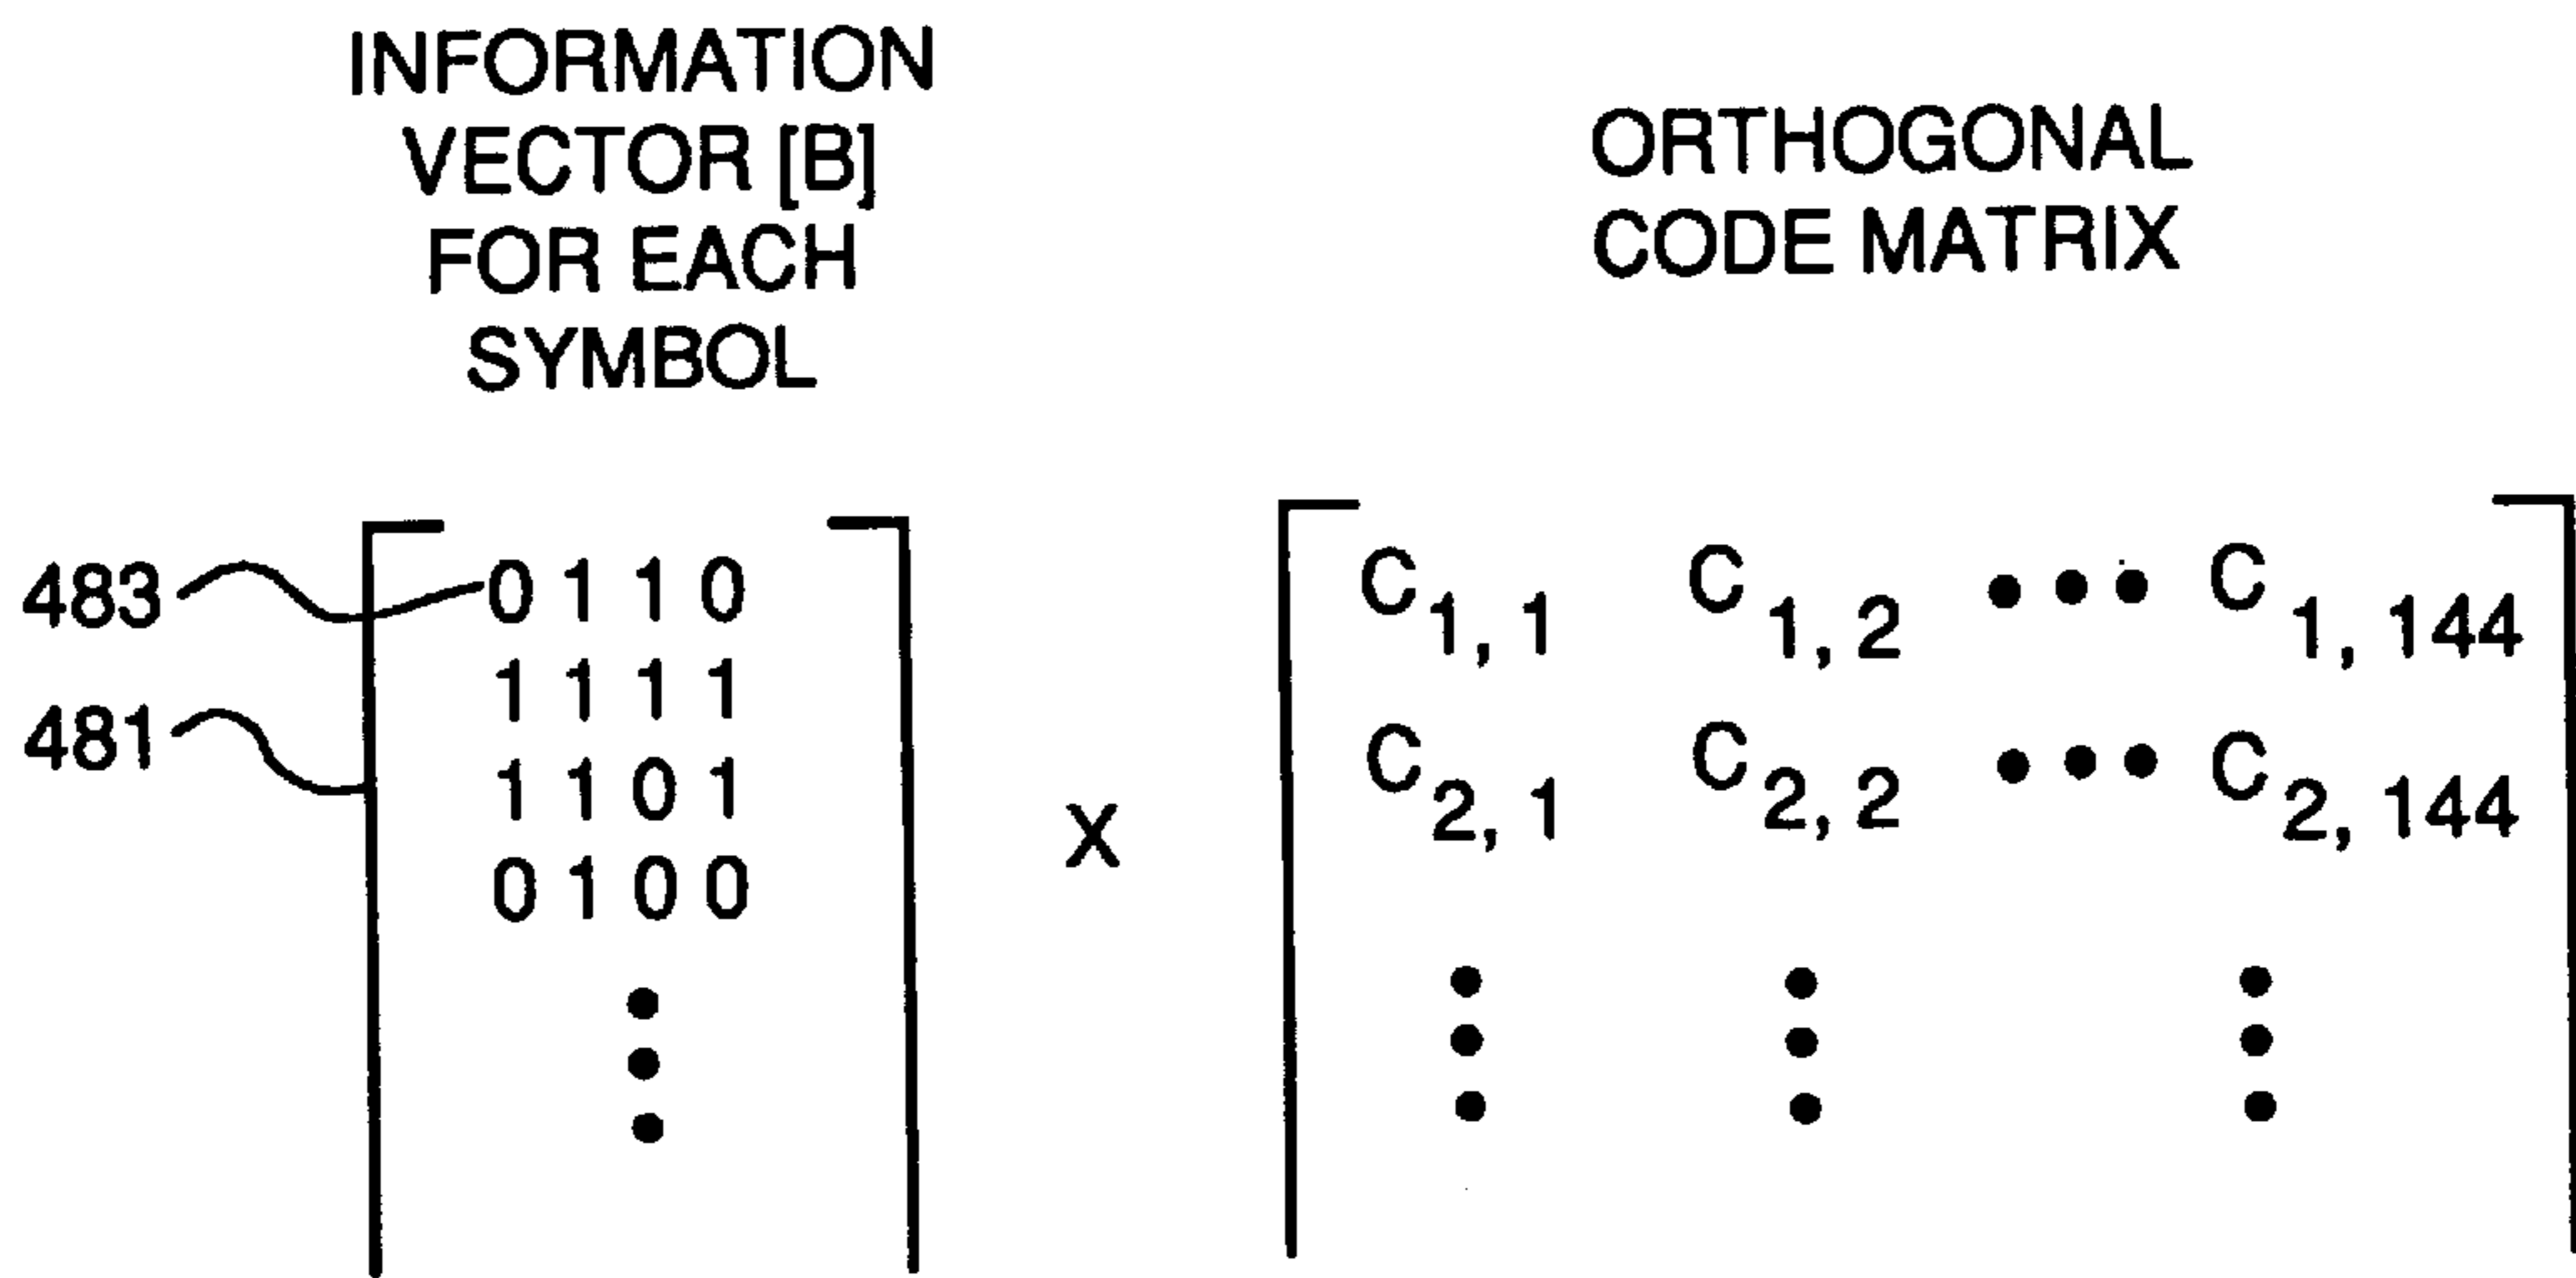 INFORMATION
VECTOR [B]
FOR EACH
SYMBOL
ORTHOGONAL
CODE MATRIX
483
0 1 1 0
1 1 1 1
481
1 1 0 1
0 1 0 0
X
C1, 1 C1, 2 ••• C1, 144
C2, 1 C2, 2 ••• C2, 144